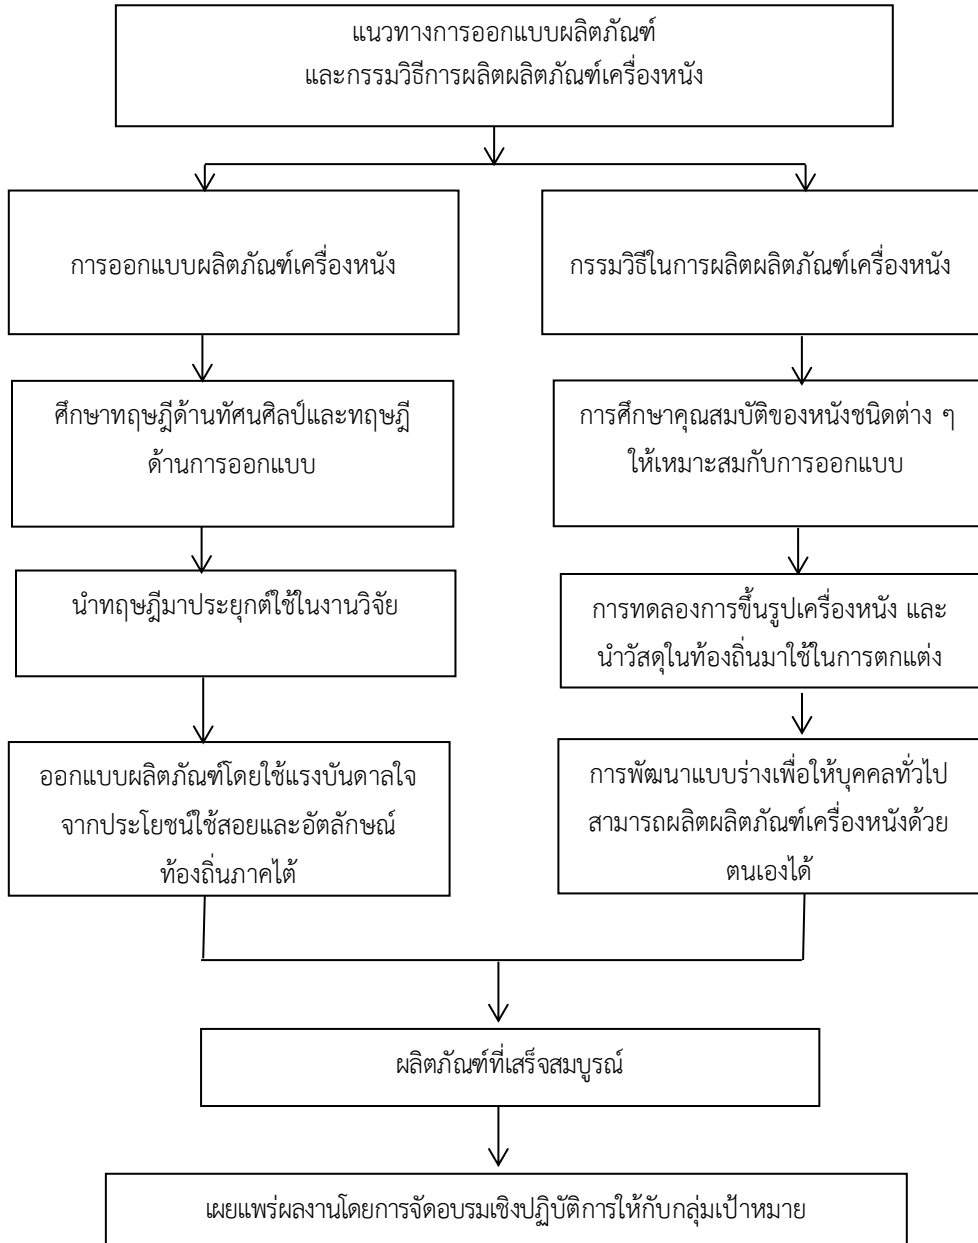 แนวทางการออกแบบผลิตภัณฑ์
และกรรมวิธีการผลิตผลิตภัณฑ์เครื่องหนัง
การออกแบบผลิตภัณฑ์เครื่องหนัง
กรรมวิธีในการผลิตผลิตภัณฑ์เครื่องหนัง
ศึกษาทฤษฎีด้านทัศนศิลป์และทฤษฎี
ด้านการออกแบบ
การศึกษาคุณสมบัติของหนังชนิดต่าง ๆ
ให้เหมาะสมกับการออกแบบ
นำทฤษฎีมาประยุกต์ใช้ในงานวิจัย
การทดลองการขึ้นรูปเครื่องหนัง และ
นำวัสดุในท้องถิ่นมาใช้ในการตกแต่ง
ออกแบบผลิตภัณฑ์โดยใช้แรงบันดาลใจ
จากประโยชน์ใช้สอยและอัตลักษณ์
ท้องถิ่นภาคใต้
การพัฒนาแบบร่างเพื่อให้บุคคลทั่วไป
สามารถผลิตผลิตภัณฑ์เครื่องหนังด้วย
ตนเองได้
ผลิตภัณฑ์ที่เสร็จสมบูรณ์
เผยแพร่ผลงานโดยการจัดอบรมเชิงปฏิบัติการให้กับกลุ่มเป้าหมาย